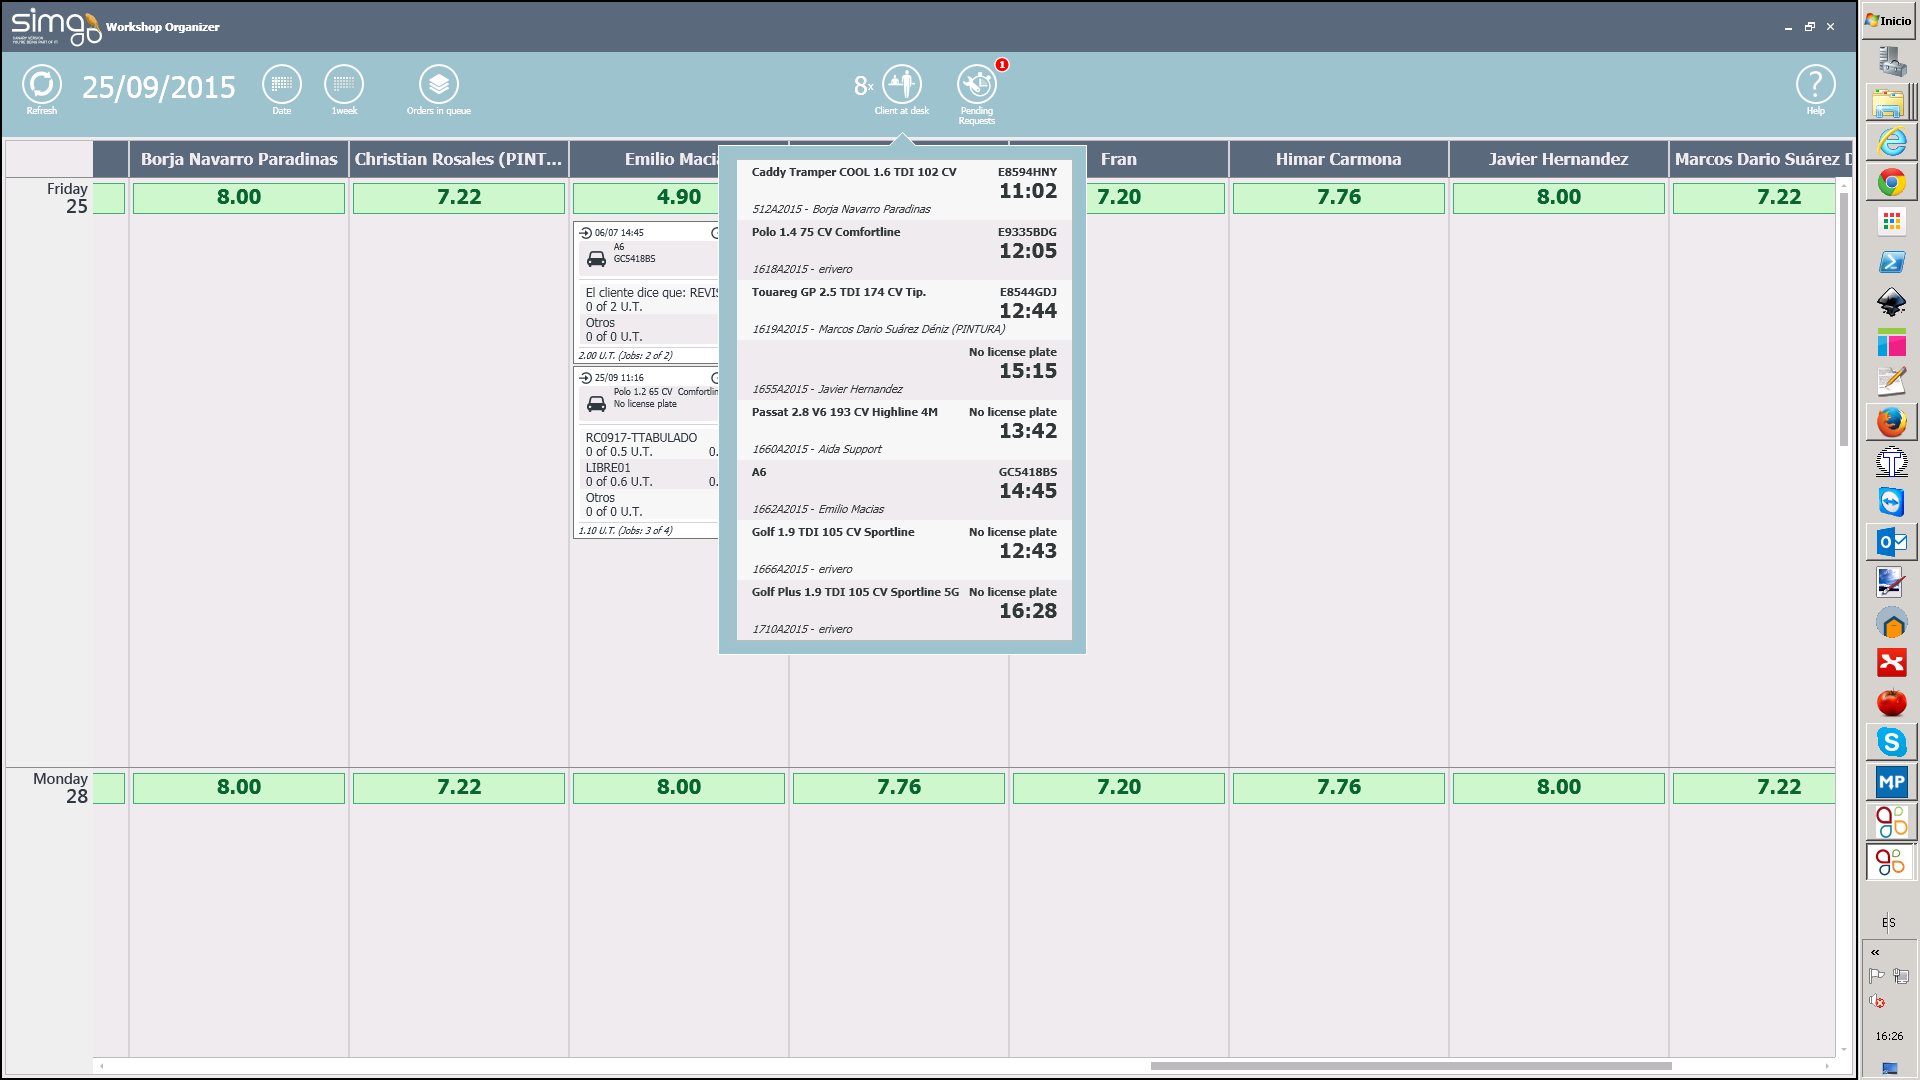 simgo Workshop Organizer
25/09/2015
Refresh
Date
1week
Orders in queue
8x
Client at desk
1
Pending
Requests
?
Help
Borja Navarro Paradinas
Christian Rosales (PINT...
Emilio Macia
Fran
Himar Carmona
Javier Hernandez
Marcos Dario Suárez D
Friday
25
8.00
7.22
4.90
7.20
7.76
8.00
7.22
06/07 14:45
A6
GC5418BS
El cliente dice que: REVIS
0 of 2 U.T.
Otros
0 of 0 U.T.
2.00 U.T. (Jobs: 2 of 2)
25/09 11:16
Polo 1.2 65 CV Comfortlin
No license plate
RC0917-TTABULADO
0 of 0.5 U.T. 0.
LIBRE01
0 of 0.6 U.T. 0.
Otros
0 of 0 U.T.
1.10 U.T. (Jobs: 3 of 4)
Caddy Tramper COOL 1.6 TDI 102 CV E8594HNY
11:02
512A2015 - Borja Navarro Paradinas
Polo 1.4 75 CV Comfortline E9335BDG
12:05
1618A2015 - erivero
Touareg GP 2.5 TDI 174 CV Tip. E8544GDJ
12:44
1619A2015 - Marcos Dario Suárez Déniz (PINTURA)
No license plate
15:15
1655A2015 - Javier Hernandez
Passat 2.8 V6 193 CV Highline 4M No license plate
13:42
1660A2015 - Aida Support
A6 GC5418BS
14:45
1662A2015 - Emilio Macias
Golf 1.9 TDI 105 CV Sportline No license plate
12:43
1666A2015 - erivero
Golf Plus 1.9 TDI 105 CV Sportline 5G No license plate
16:28
1710A2015 - erivero
Monday
28
8.00
7.22
8.00
7.76
7.20
7.76
8.00
7.22
Inicio
MP
ES
16:26